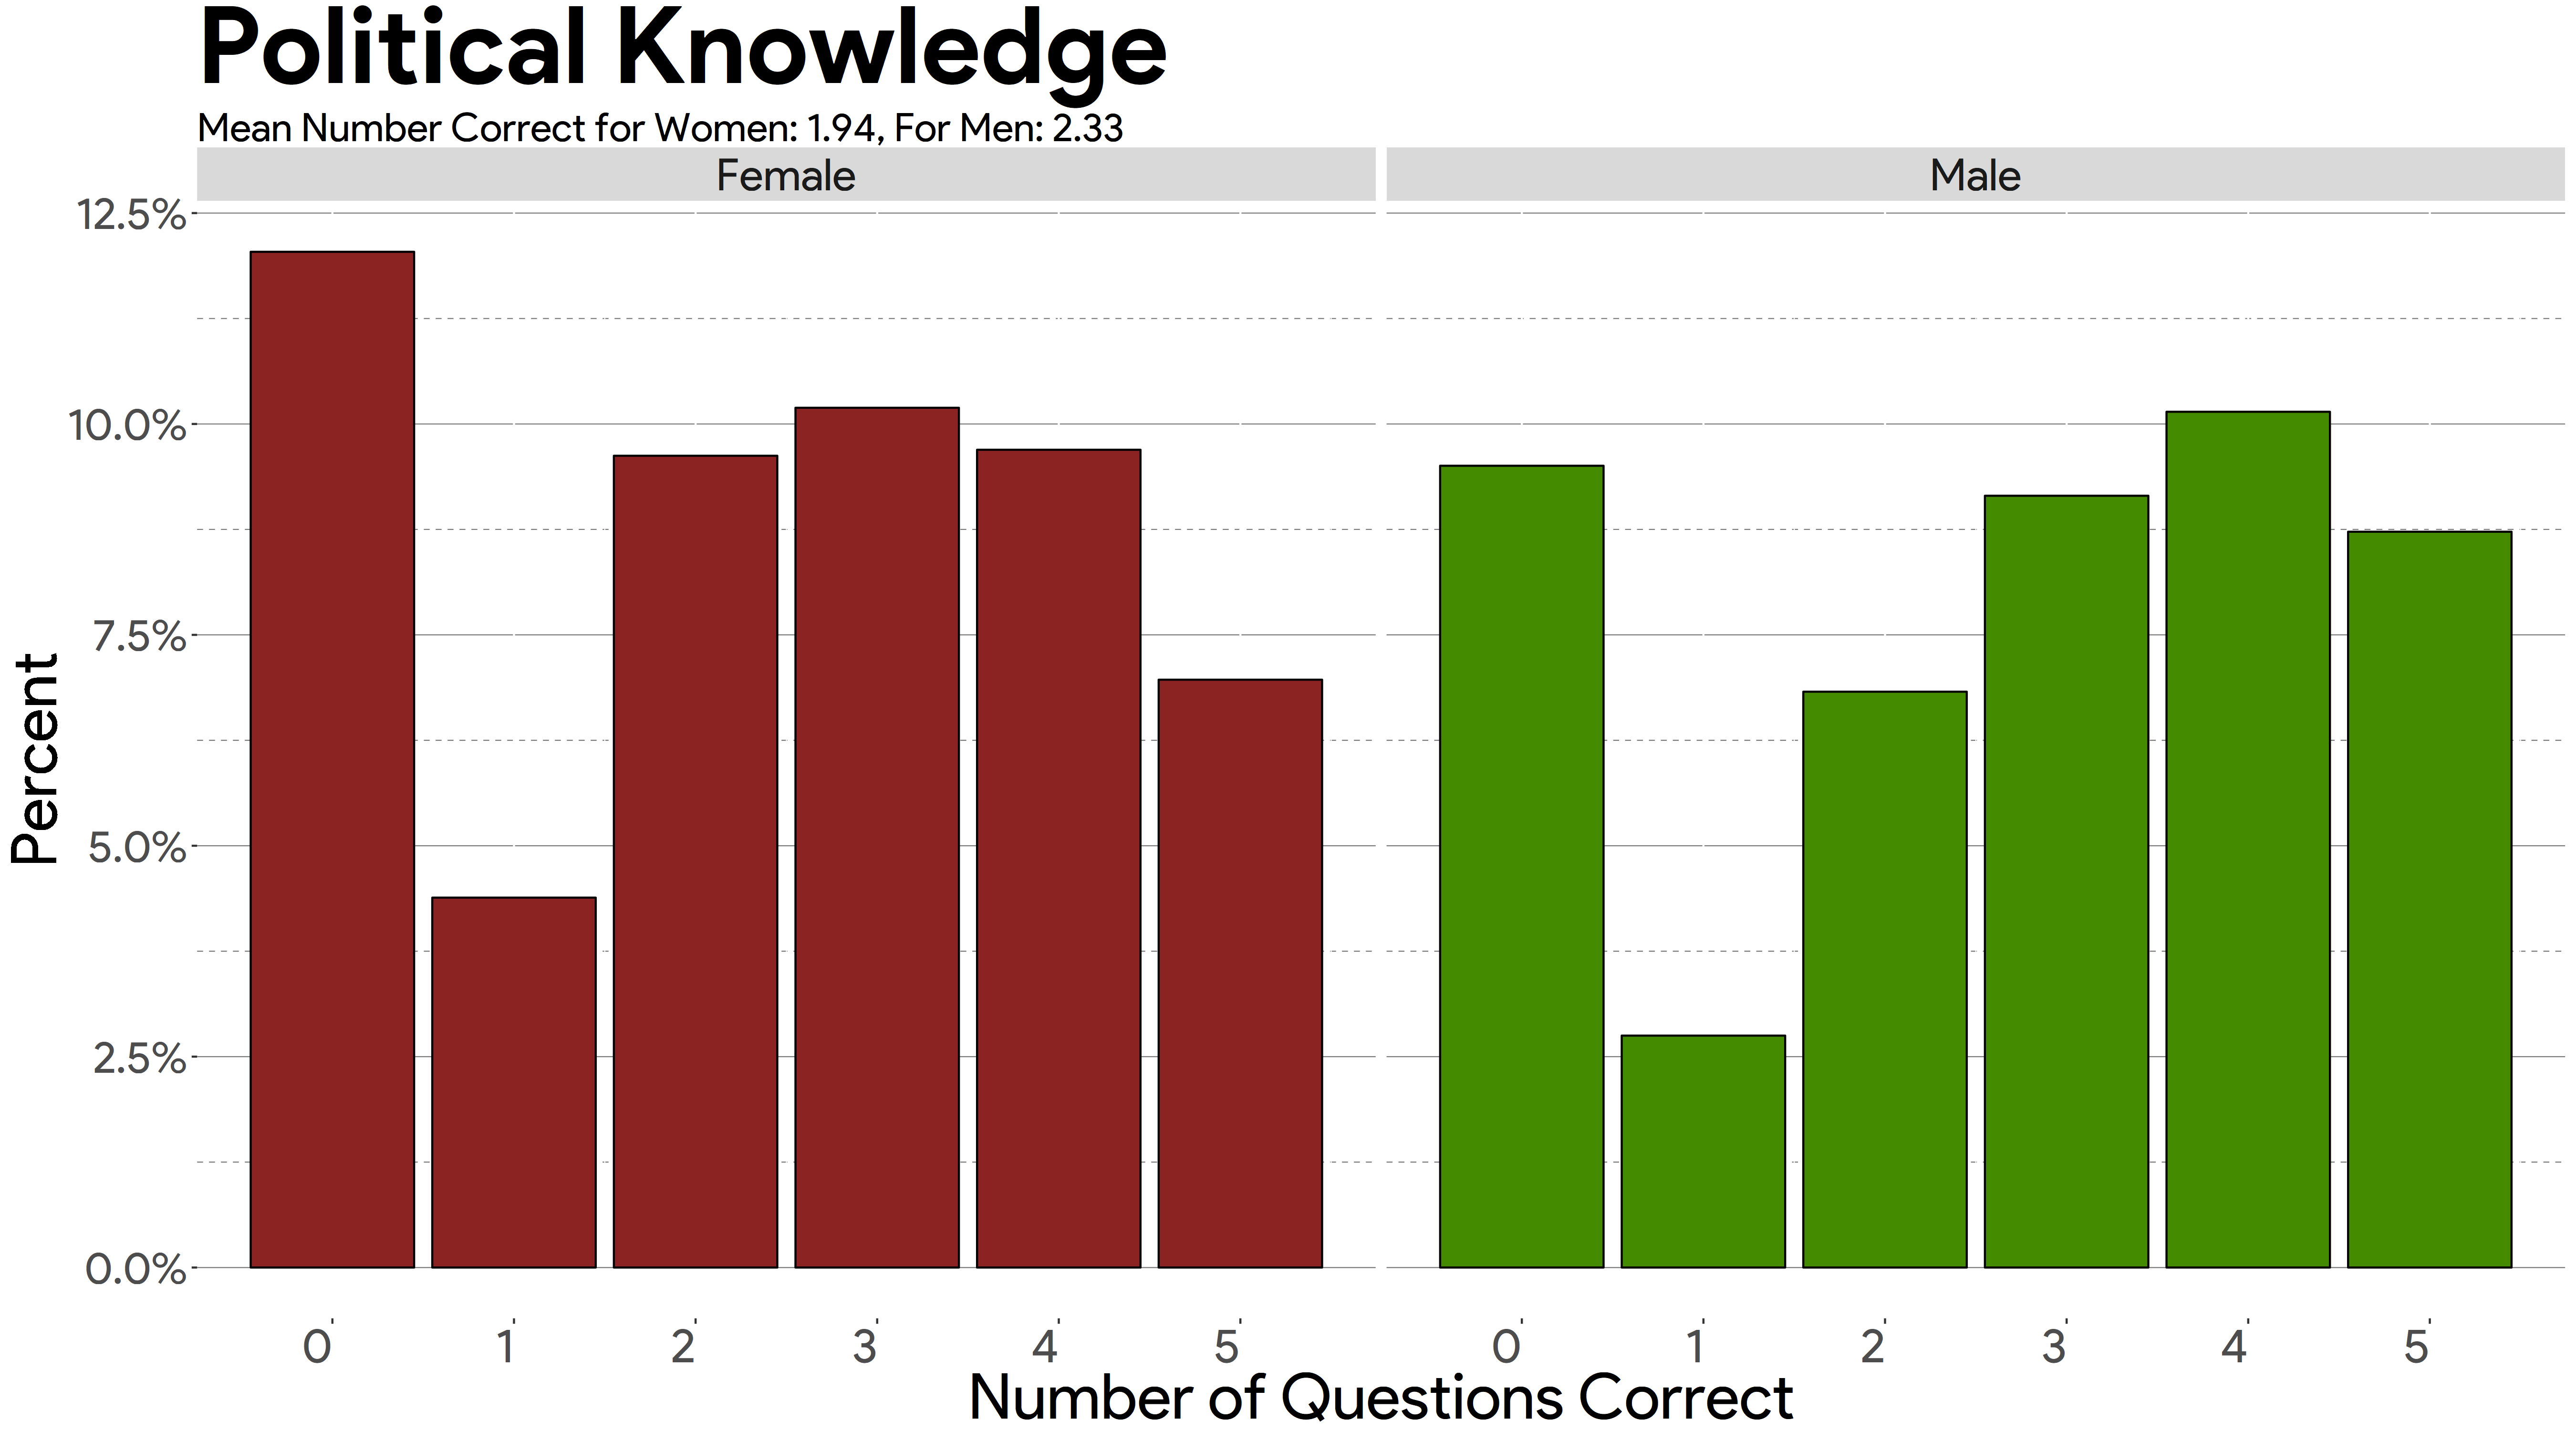 Political Knowledge
Mean Number Correct for Women: 1.94, For Men: 2.33
Female Male
12.5%
10.0%
7.5%
5.0%
2.5%
0.0%
Percent
0 1 2 3 4 5 0 1 2 3 4 5
Number of Questions Correct